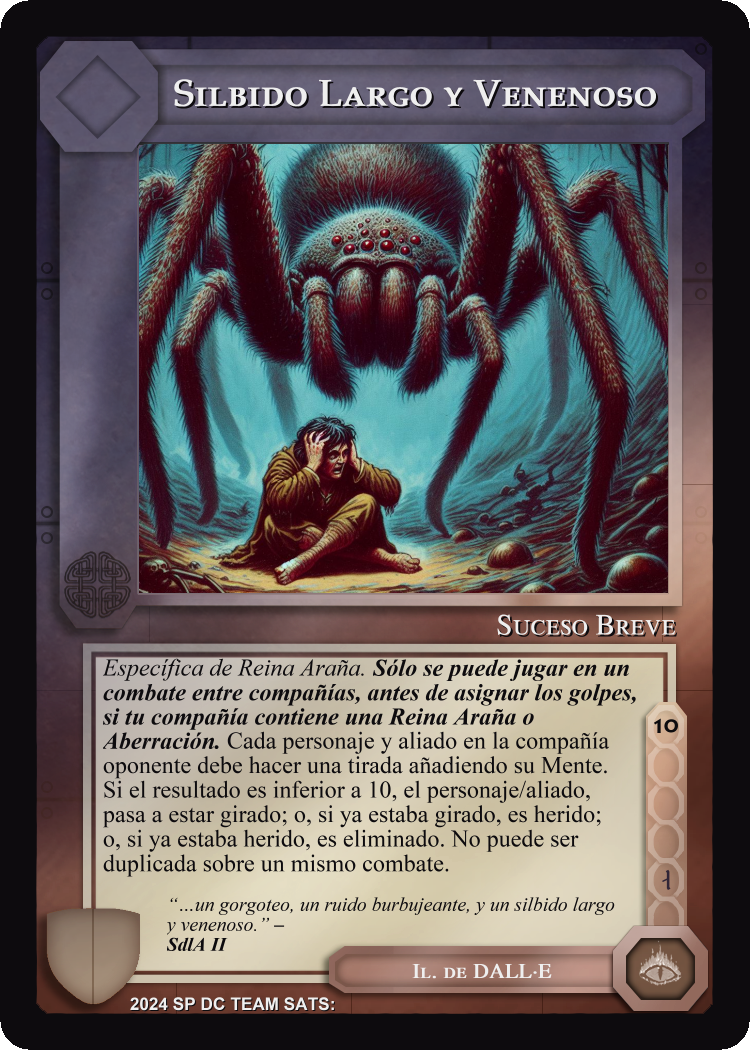 Silbido Largo y Venenoso
Suceso Breve
Específica de Reina Araña. Sólo se puede jugar en un
combate entre compañías, antes de asignar los golpes,
si tu compañía contiene una Reina Araña o
Aberración. Cada personaje y aliado en la compañía
oponente debe hacer una tirada añadiendo su Mente.
Si el resultado es inferior a 10, el personaje/aliado,
pasa a estar girado; o, si ya estaba girado, es herido;
o, si ya estaba herido, es eliminado. No puede ser
duplicada sobre un mismo combate.
10
“...un gorgoteo, un ruido burbujeante, y un silbido largo
y venenoso.” –
SdlA II
Il. de DALL·E
2024 SP DC TEAM SATS: